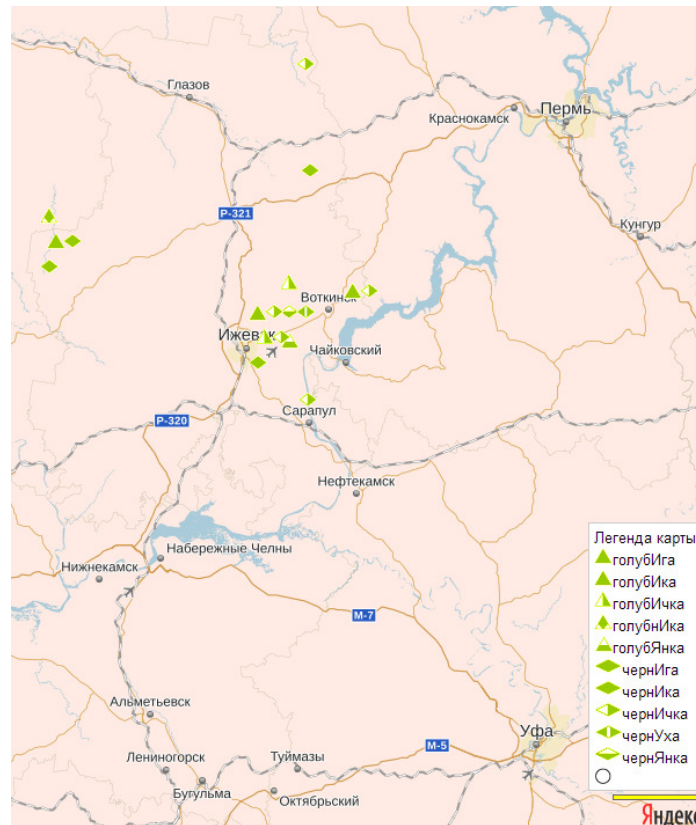 Глазов
Краснокамск
Пермь
Р-321
Кунгур
Воткинск
Ижевск
Чайковский
Р-320
Сарапул
Нефтекамск
Набережные Челны
Нижнекамск
М-7
Альметьевск
Уфа
М-5
Лениногорск
Туймазы
Бугульма
Октябрьский
Легенда карты
голубИга
голубИка
голубИчка
голубнИка
голубЯнка
чернИга
чернИка
чернИчка
чернУха
чернЯнка
Яндекс